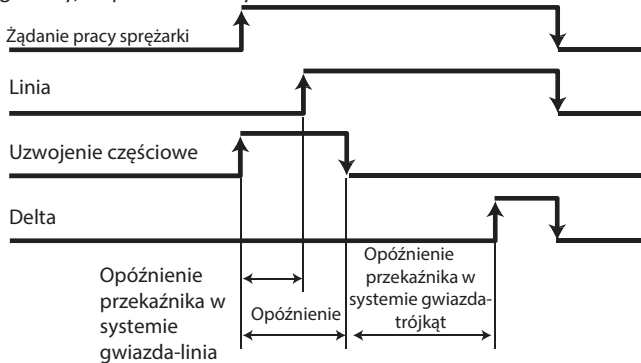 Żądanie pracy sprężarki
Linia
Uzwojenie częściowe
Delta
Opóźnienie
przekaźnika w
systemie
gwiazda-linia
Opóźnienie
Opóźnienie
przekaźnika w
systemie gwiazda-
trójkąt